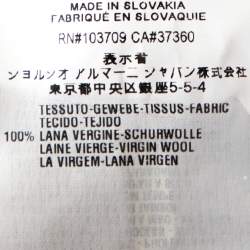 MADE IN SLOVAKIA
FABRIQUÉ EN SLOVAQUIE
RN#103709 CA#37360
表示者
ジョルジオ アルマーニ ジャパン株式会社
東京都中央区銀座5-5-4
TESSUTO-GEWEBE-TISSUS-FABRIC
TECIDO-TEJIDO
100% LANA VERGINE-SCHURWOLLE
LAINE VIERGE-VIRGIN WOOL
LA VIRGEM-LANA VIRGEN